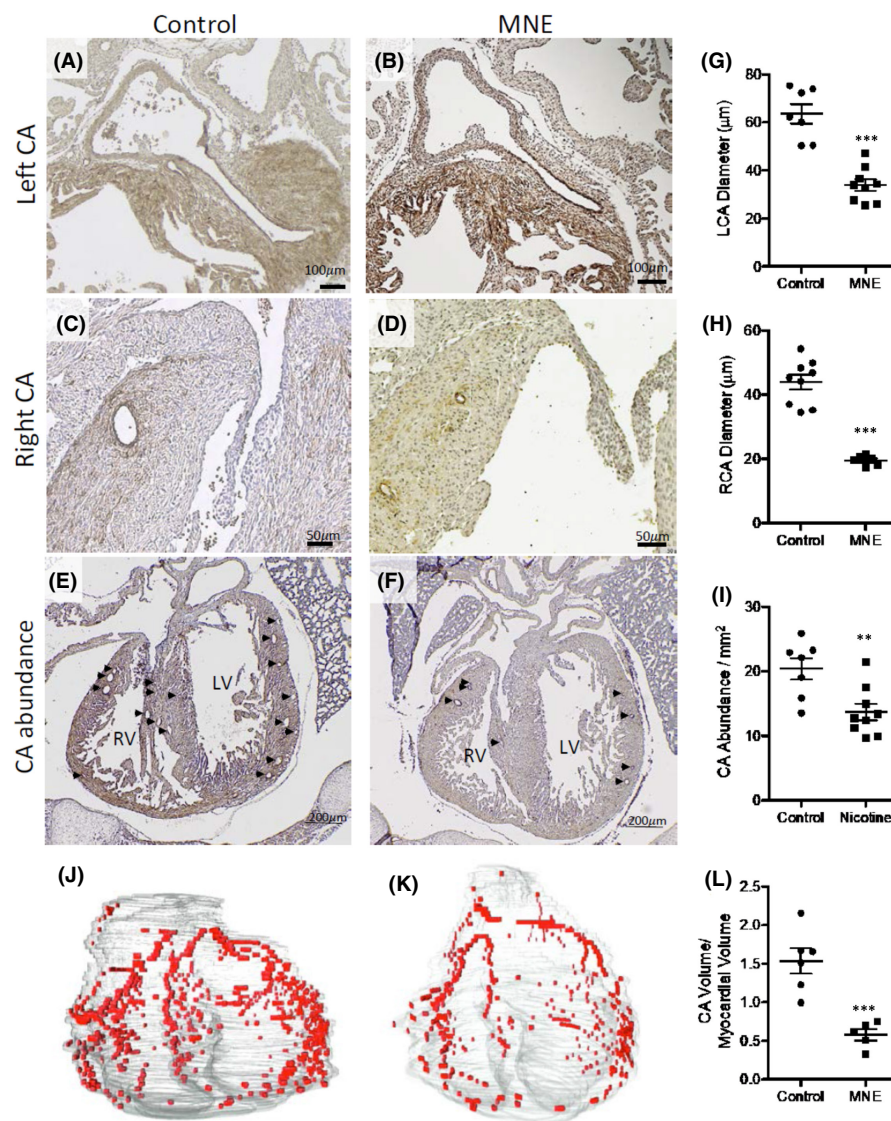 Control MNE
Left CA
(A)
100μm
(B)
100μm
(G)
LCA Diameter (μm)
80
60
40
20
0
***
Control MNE
Right CA
(C)
50μm
(D)
50μm
(H)
RCA Diameter (μm)
60
40
20
0
***
Control MNE
CA abundance
(E)
LV
RV
200μm
(F)
RV
LV
200μm
(I)
CA Abundance / mm²
30
20
10
0
**
Control Nicotine
(J)
(K)
(L)
CA Volume/
Myocardial Volume
2.5
2.0
1.5
1.0
0.5
0.0
***
Control MNE